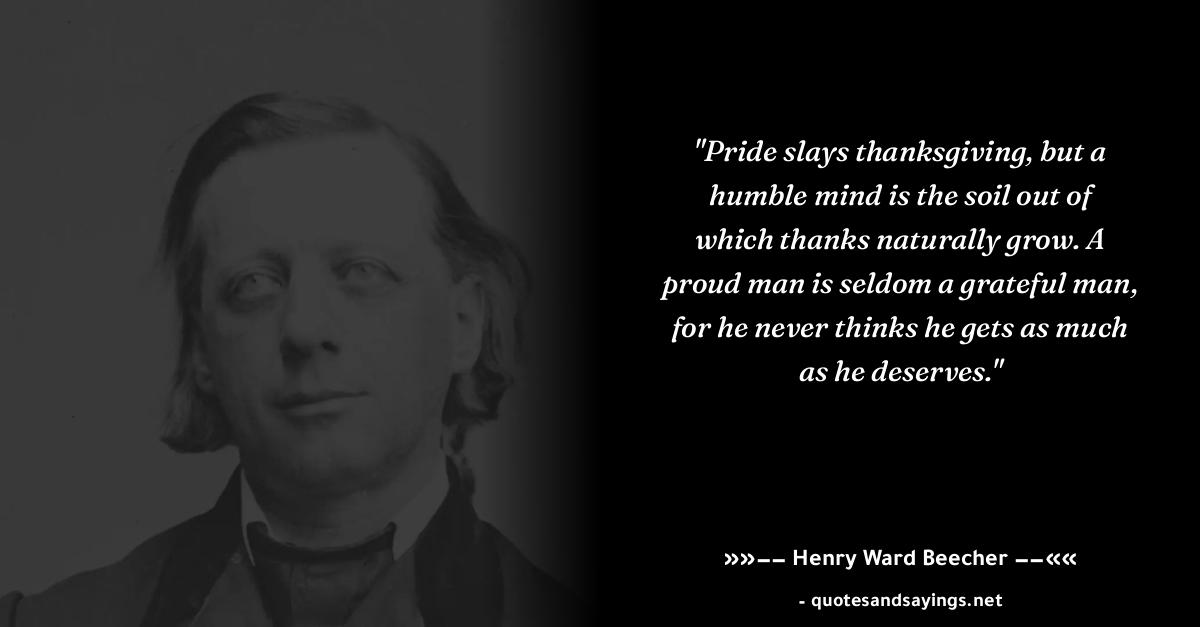 "Pride slays thanksgiving, but a
humble mind is the soil out of
which thanks naturally grow. A
proud man is seldom a grateful man,
for he never thinks he gets as much
as he deserves."
»»−− Henry Ward Beecher −−««
- quotesandsayings.net